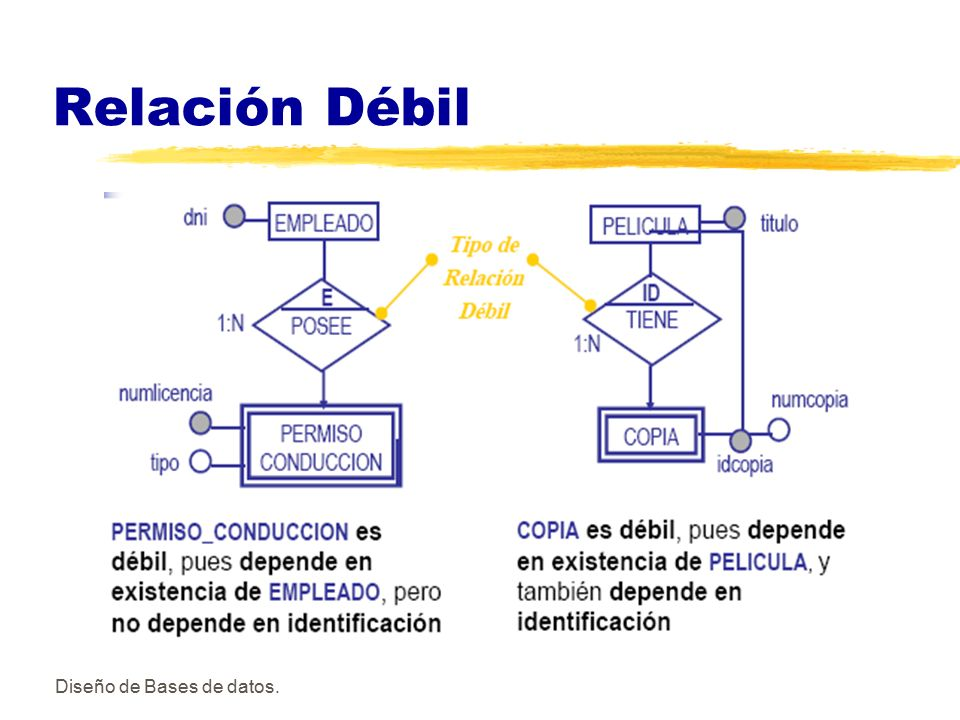 Relación Débil
dni
EMPLEADO
E
POSEE
1:N
numlicencia
tipo
PERMISO
CONDUCCION
Tipo de
Relación
Débil
PELICULA
titulo
ID
TIENE
1:N
COPIA
numcopia
idcopia
PERMISO_CONDUCCION es
débil, pues depende en
existencia de EMPLEADO, pero
no depende en identificación
COPIA es débil, pues depende
en existencia de PELICULA, y
también depende en
identificación
Diseño de Bases de datos.